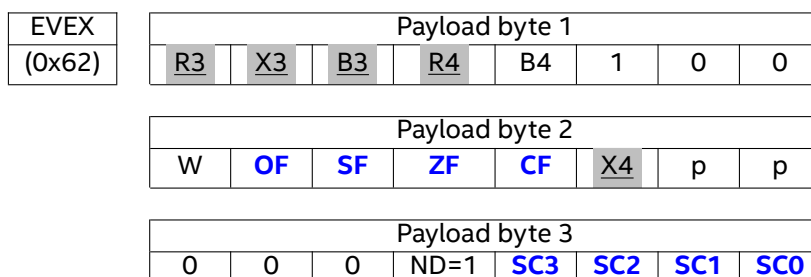 EVEX Payload byte 1
(0x62) R3 X3 B3 R4 B4 1 0 0
Payload byte 2
W OF SF ZF CF X4 p p
Payload byte 3
0 0 0 ND=1 SC3 SC2 SC1 SC0